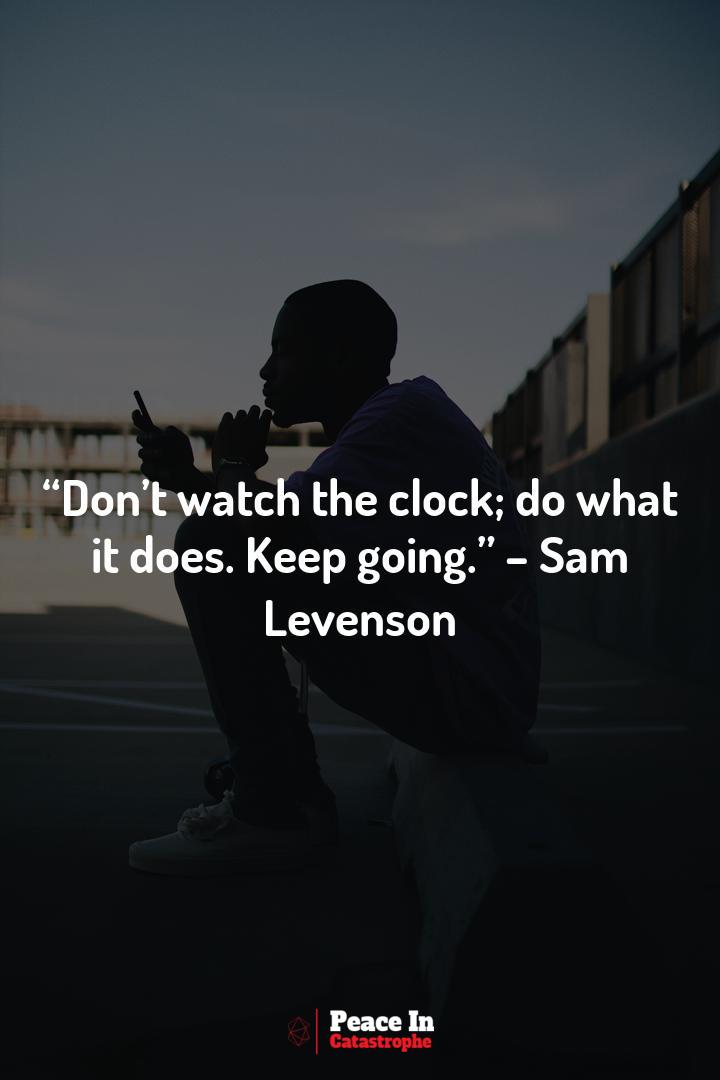 “Don’t watch the clock; do what
it does. Keep going.” – Sam
Levenson
Peace In
Catastrophe